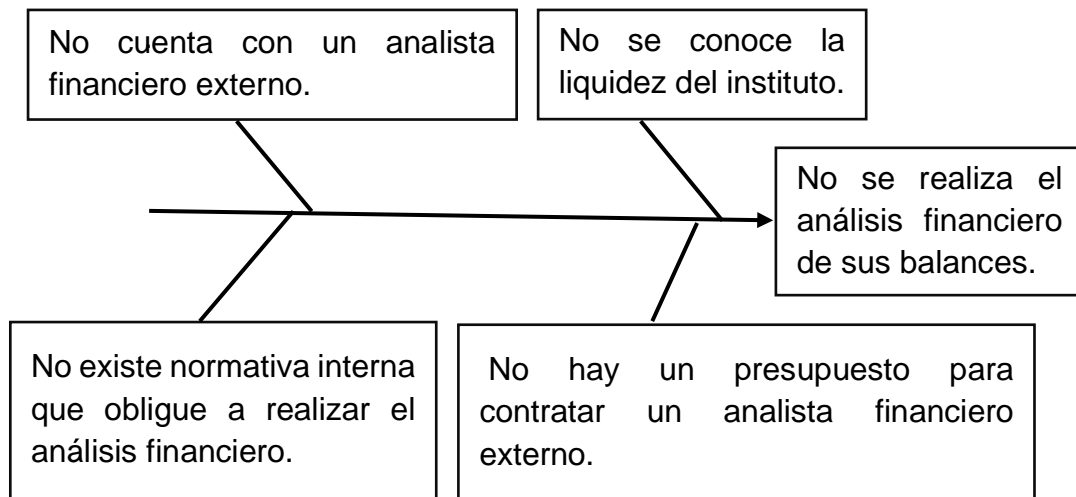 No cuenta con un analista
financiero externo.
No se conoce la
liquidez del instituto.
No se realiza el
análisis financiero
de sus balances.
No existe normativa interna
que obligue a realizar el
análisis financiero.
No hay un presupuesto para
contratar un analista financiero
externo.